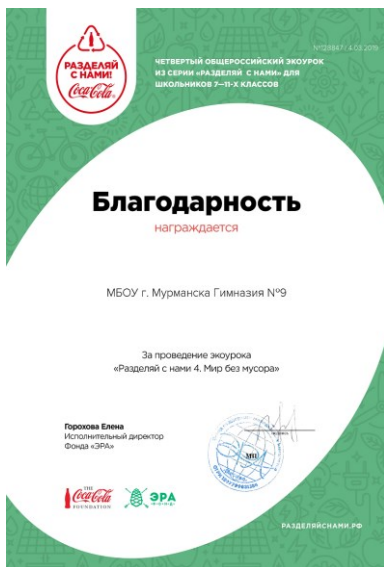 РАЗДЕЛЯЙ
С НАМИ!
Coca-Cola
ЧЕТВЕРТЫЙ ОБЩЕРОССИЙСКИЙ ЭКОУРОК
ИЗ СЕРИИ «РАЗДЕЛЯЙ С НАМИ» ДЛЯ
ШКОЛЬНИКОВ 7—11-Х КЛАССОВ
Благодарность
награждается
МБОУ г. Мурманска Гимназия №9
За проведение экоурока
«Разделяй с нами 4. Мир без мусора»
Горохова Елена
Исполнительный директор
Фонда «ЭРА»
THE
Coca-Cola
FOUNDATION
ЭРА
РАЗДЕЛЯЙСНАМИ.РФ